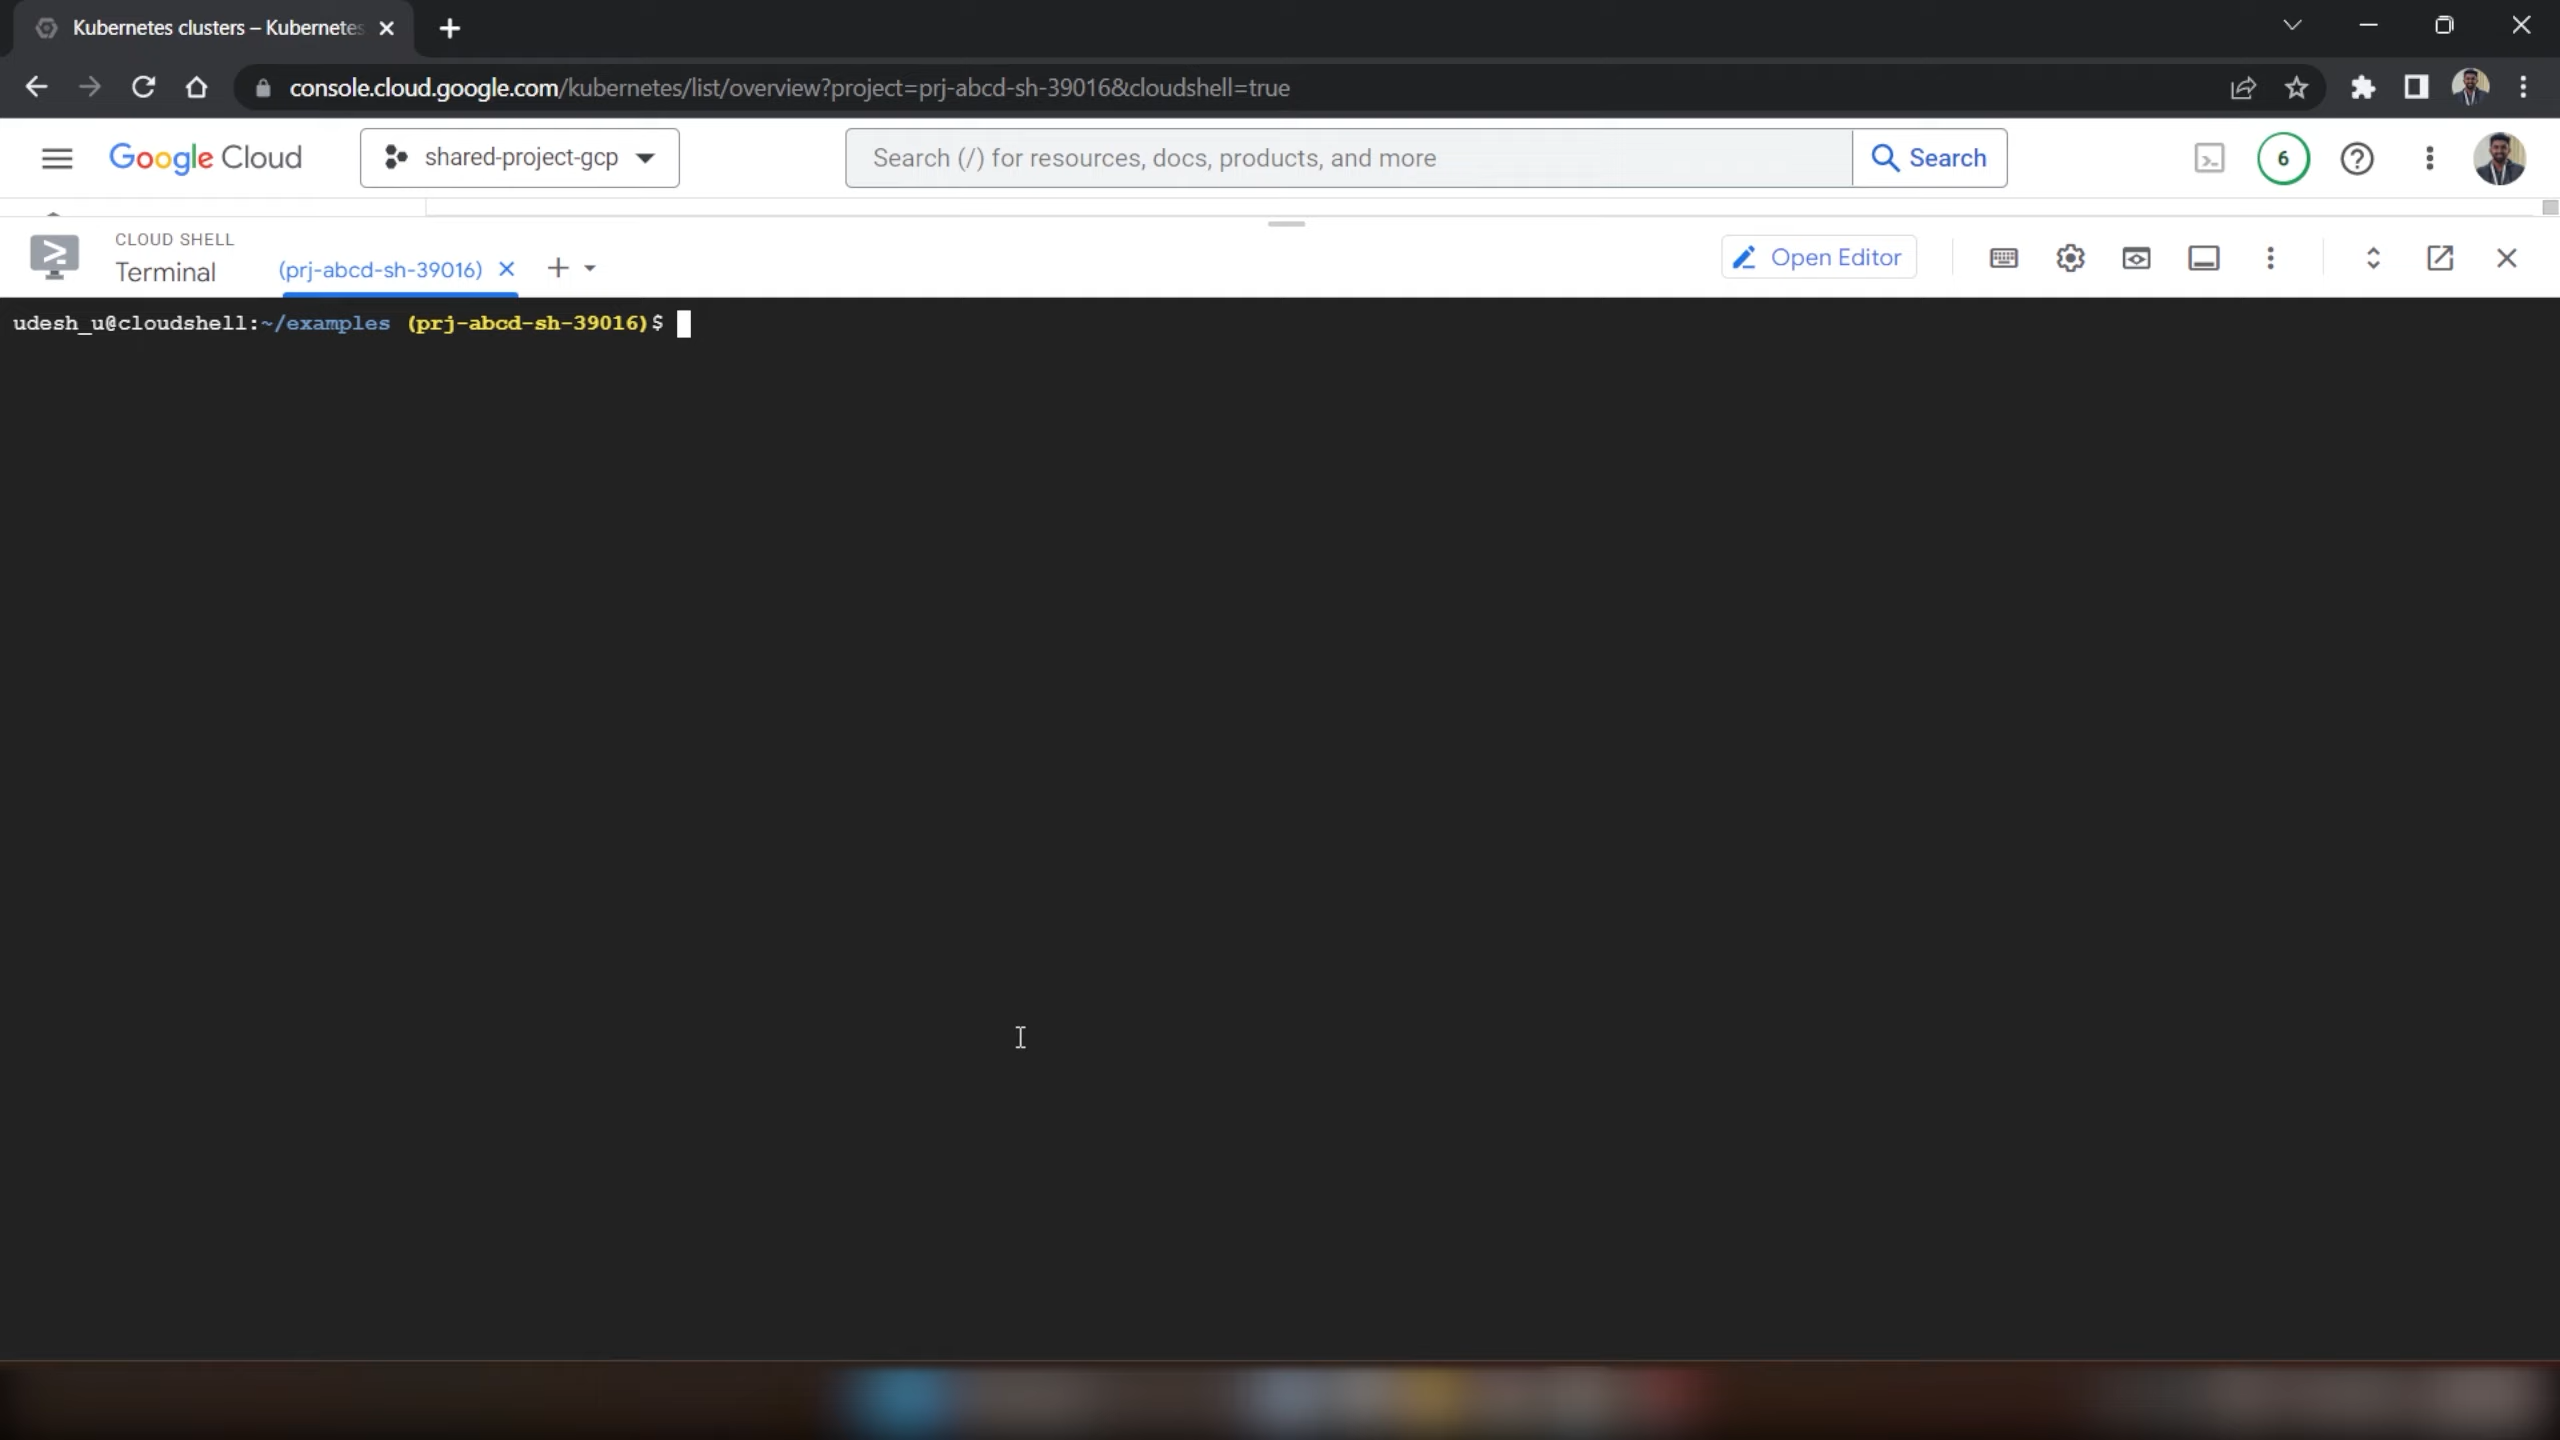 Kubernetes clusters – Kubernetes
console.cloud.google.com/kubernetes/list/overview?project=prj-abcd-sh-39016&cloudshell=true
Google Cloud
shared-project-gcp
Search (/) for resources, docs, products, and more
Search
6
CLOUD SHELL
Terminal
(prj-abcd-sh-39016)
Open Editor
udesh_u@cloudshell:~/examples (prj-abcd-sh-39016)$